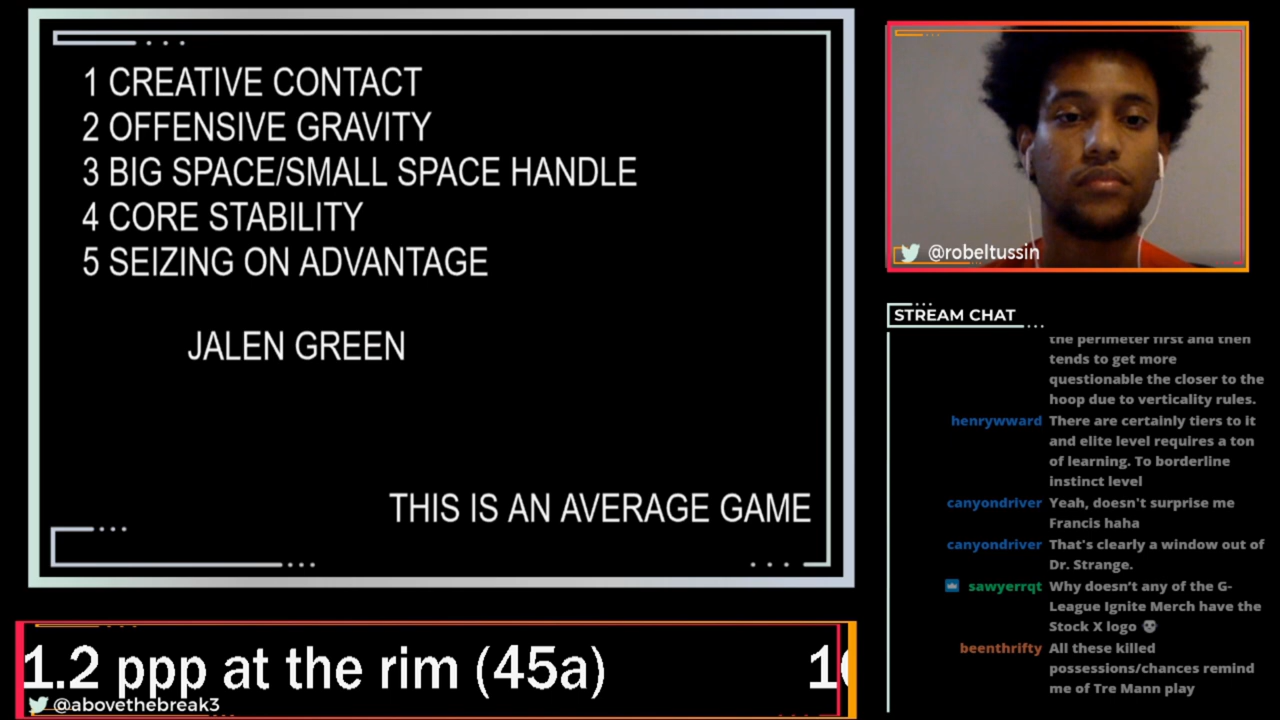 1 CREATIVE CONTACT
2 OFFENSIVE GRAVITY
3 BIG SPACE/SMALL SPACE HANDLE
4 CORE STABILITY
5 SEIZING ON ADVANTAGE
JALEN GREEN
THIS IS AN AVERAGE GAME
1.2 ppp at the rim (45a)
@abovethebreak3
@robeltussin
STREAM CHAT
the perimeter first and then
tends to get more
questionable the closer to the
hoop due to verticality rules.
henrywward There are certainly tiers to it
and elite level requires a ton
of learning. To borderline
instinct level
canyondriver Yeah, doesn't surprise me
Francis haha
canyondriver That's clearly a window out of
Dr. Strange.
sawyerrqt Why doesn't any of the G-
League Ignite Merch have the
Stock X logo 💀
beenthrifty All these killed
possessions/chances remind
me of Tre Mann play